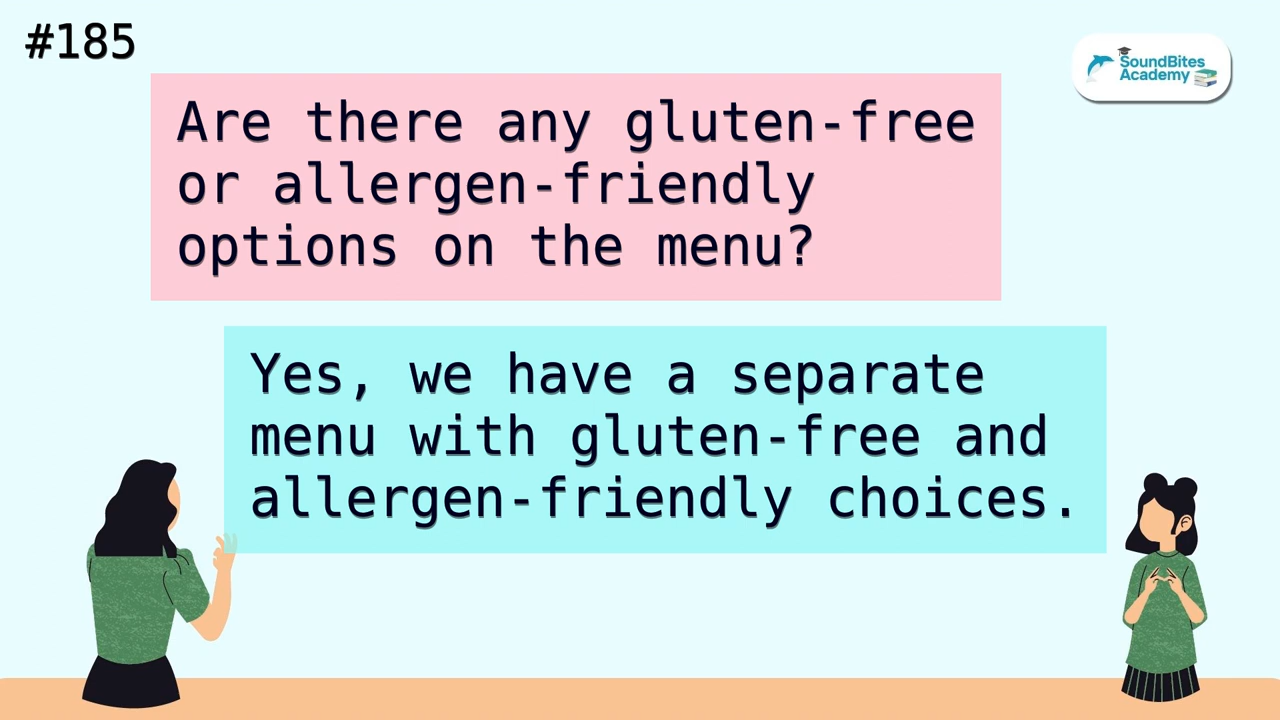 #185
SoundBites
Academy
Are there any gluten-free
or allergen-friendly
options on the menu?
Yes, we have a separate
menu with gluten-free and
allergen-friendly choices.